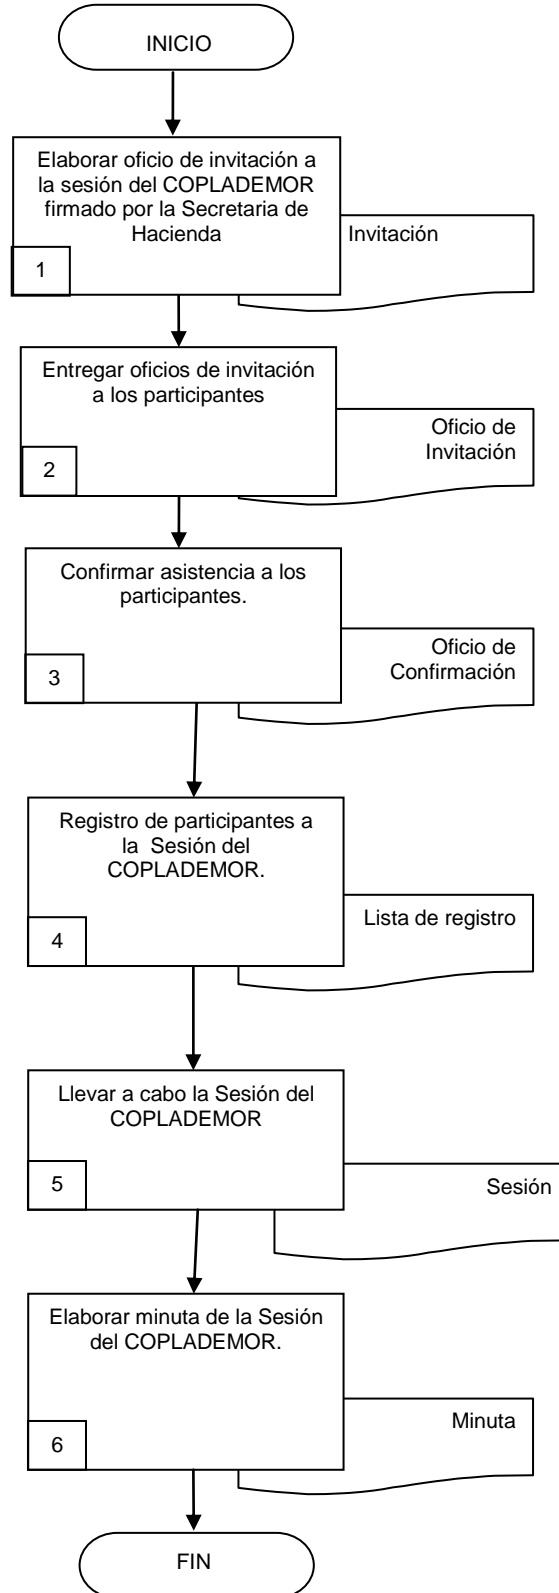 INICIO
Elaborar oficio de invitación a
la sesión del COPLADEMOR
firmado por la Secretaria de
Hacienda
Invitación
1
Entregar oficios de invitación
a los participantes
Oficio de
Invitación
2
Confirmar asistencia a los
participantes.
Oficio de
Confirmación
3
Registro de participantes a
la Sesión del
COPLADEMOR.
Lista de registro
4
Llevar a cabo la Sesión del
COPLADEMOR
5
Sesión
Elaborar minuta de la Sesión
del COPLADEMOR.
Minuta
6
FIN